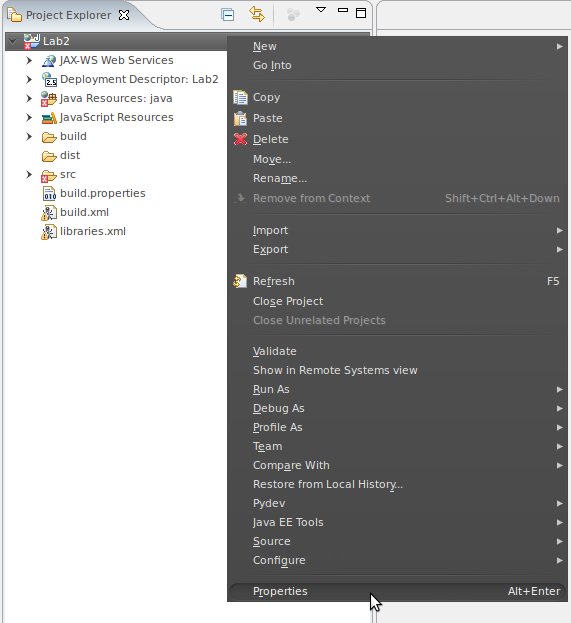 Project Explorer
Lab2
JAX-WS Web Services
Deployment Descriptor: Lab2
Java Resources: java
JavaScript Resources
build
dist
src
build.properties
build.xml
libraries.xml
New
Go Into
Copy
Paste
Delete
Move...
Rename...
Remove from Context Shift+Ctrl+Alt+Down
Import
Export
Refresh F5
Close Project
Close Unrelated Projects
Validate
Show in Remote Systems view
Run As
Debug As
Profile As
Team
Compare With
Restore from Local History...
Pydev
Java EE Tools
Source
Configure
Properties Alt+Enter